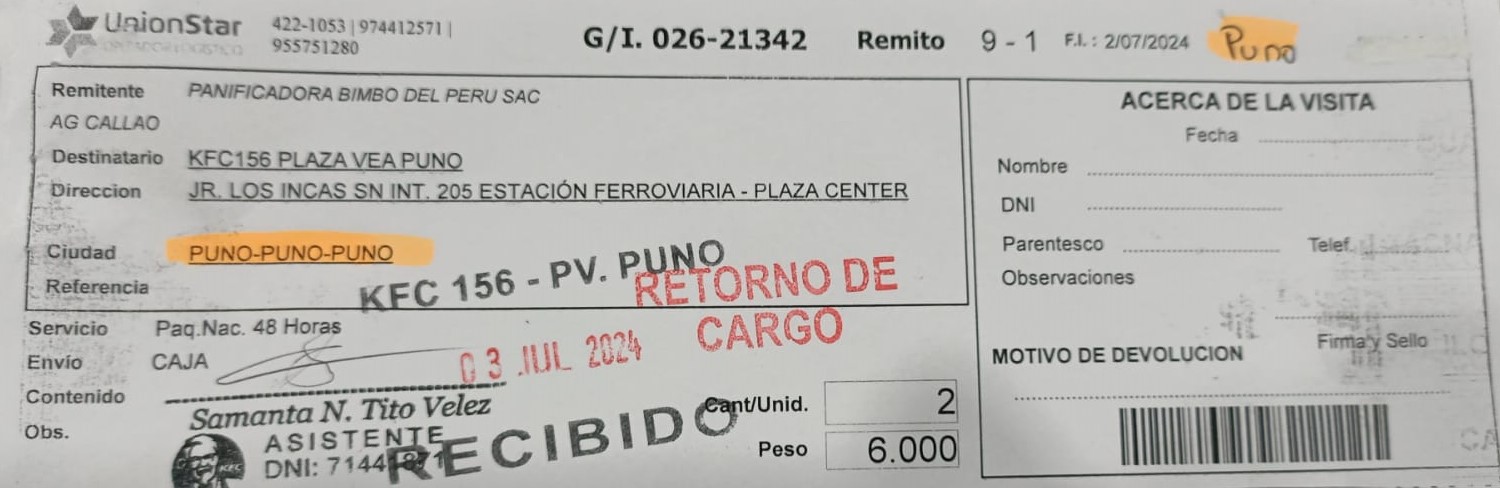 UnionStar 422-1053 | 974412571 |
955751280
OPERADOR LOGISTICO
G/I. 026-21342 Remito 9 - 1 F.I.: 2/07/2024 Puno
Remitente PANIFICADORA BIMBO DEL PERU SAC
AG CALLAO
Destinatario KFC156 PLAZA VEA PUNO
Direccion JR. LOS INCAS SN INT. 205 ESTACIÓN FERROVIARIA - PLAZA CENTER
Ciudad PUNO-PUNO-PUNO
Referencia
KFC 156 - PV. PUNO
RETORNO DE
CARGO
Servicio Paq.Nac. 48 Horas
Envío CAJA
03 JUL 2024
Contenido
Obs.
Samanta N. Tito Velez
ASISTENTE
DNI:
RECIBIDO
Cant/Unid. 2
Peso 6.000
ACERCA DE LA VISITA
Fecha
Nombre
DNI
Parentesco Telef.
Observaciones
Firma y Sello
MOTIVO DE DEVOLUCION